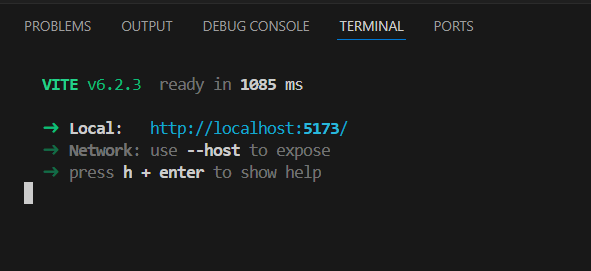 PROBLEMS OUTPUT DEBUG CONSOLE TERMINAL PORTS
VITE v6.2.3 ready in 1085 ms
➜ Local: http://localhost:5173/
➜ Network: use --host to expose
➜ press h + enter to show help